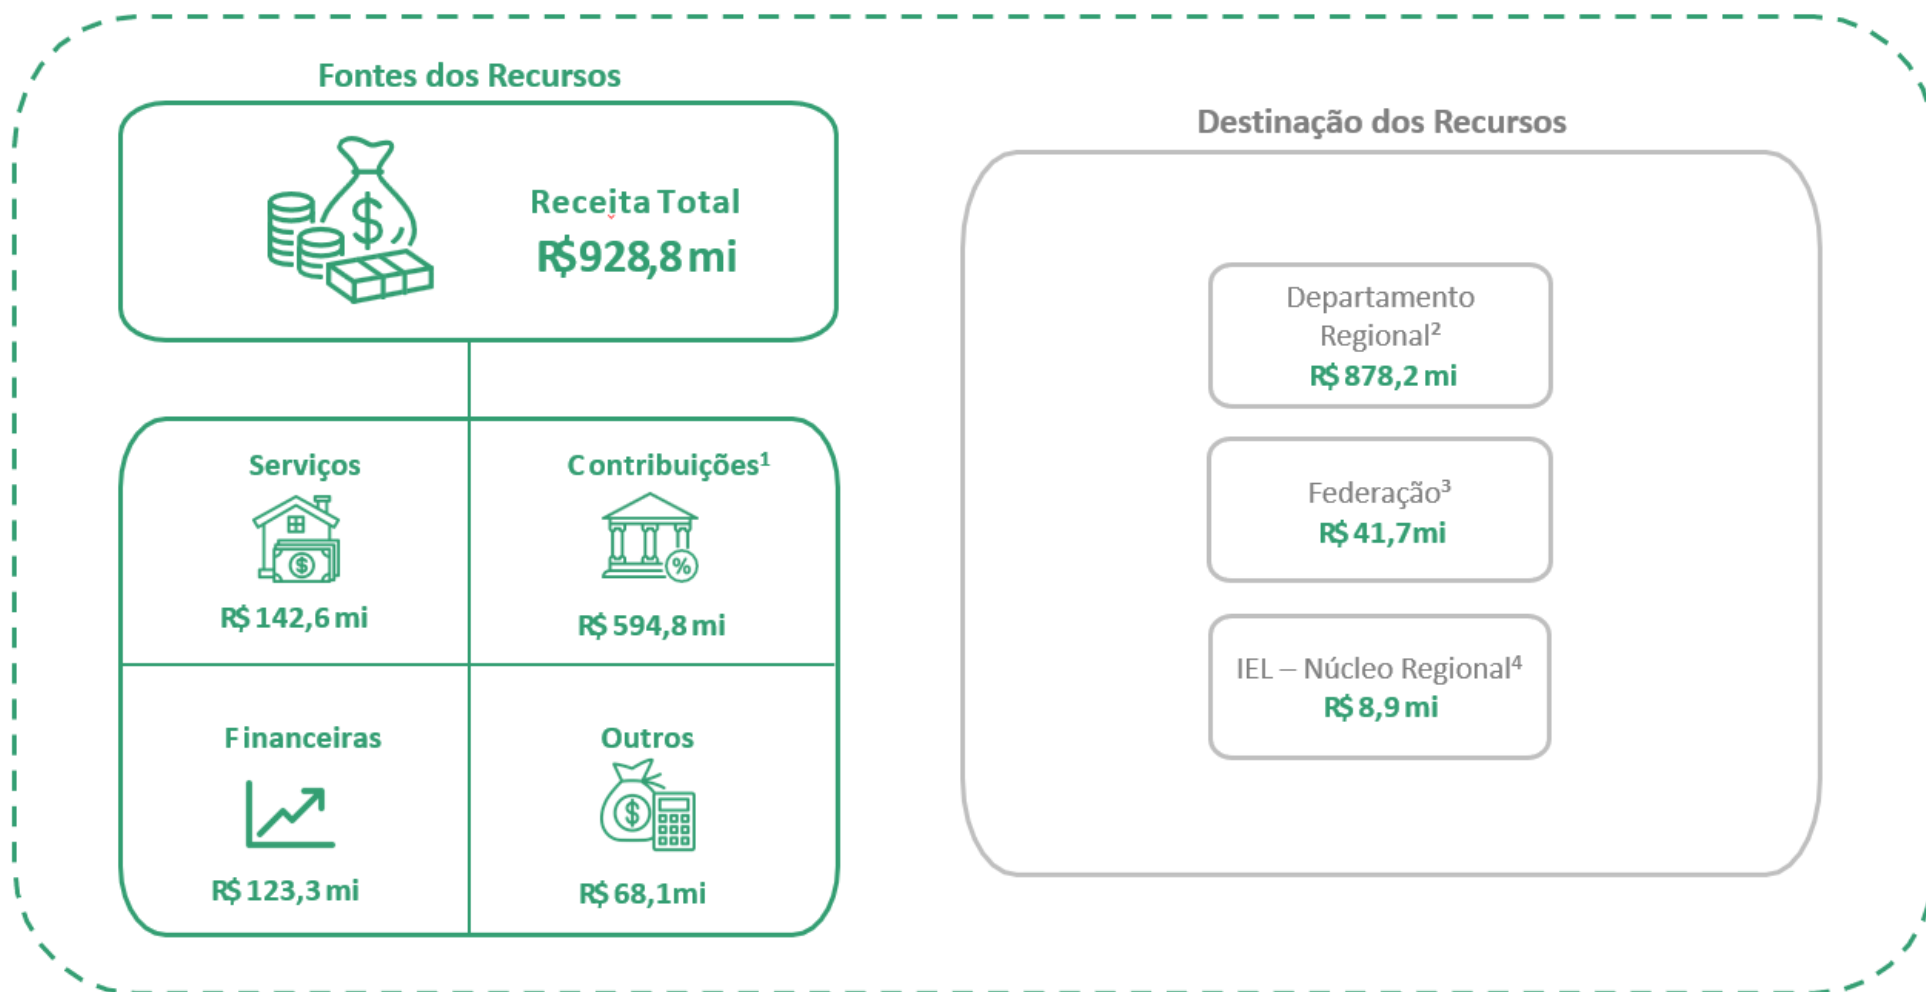 Fontes dos Recursos
Receita Total
R$928,8 mi
Serviços
R$ 142,6 mi
Contribuições¹
R$ 594,8 mi
Financeiras
R$ 123,3 mi
Outros
R$ 68,1mi
Destinação dos Recursos
Departamento
Regional²
R$ 878,2 mi
Federação³
R$ 41,7mi
IEL – Núcleo Regional⁴
R$ 8,9 mi